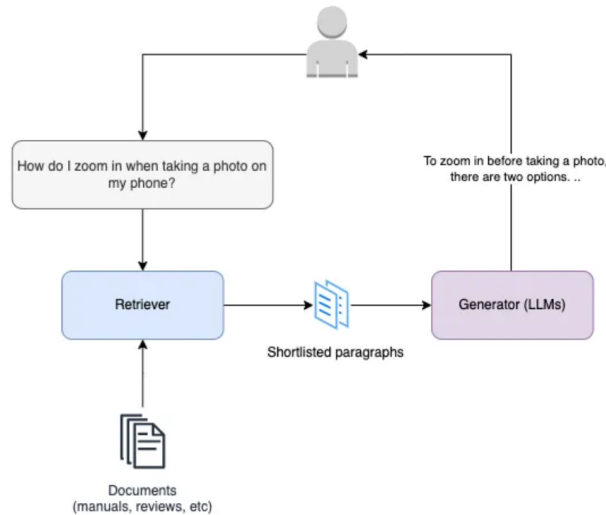 How do I zoom in when taking a photo on
my phone?
To zoom in before taking a photo,
there are two options. ..
Retriever
Generator (LLMs)
Shortlisted paragraphs
Documents
(manuals, reviews, etc)